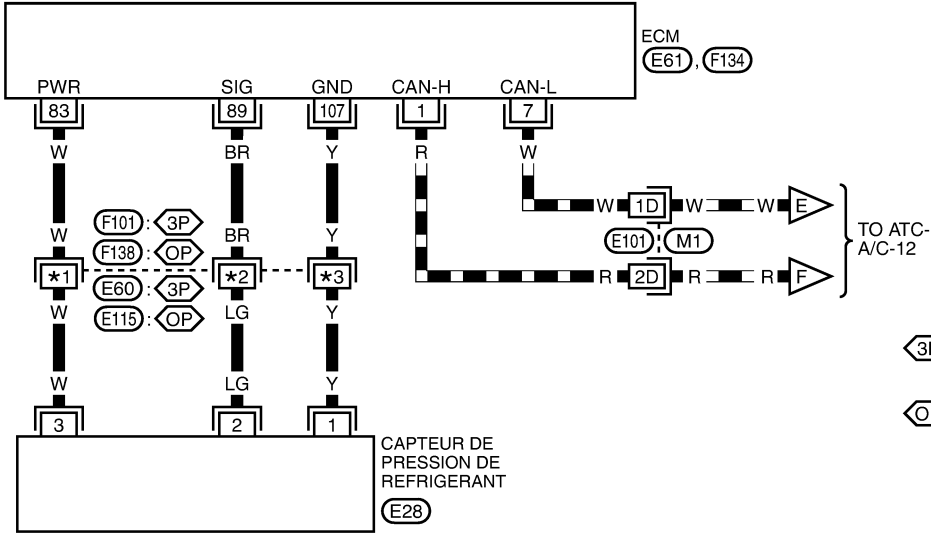 ECM
E61 , F134
PWR SIG GND CAN-H CAN-L
83 89 107 1 7
W BR Y R W
W 1D W W E
F101 : 3P
W BR Y
F138 : OP
E101 M1
TO ATC-
A/C-12
*1 *2 *3
R 2D R R F
E60 : 3P
W LG Y
E115 : OP
W LG Y
3 2 1
CAPTEUR DE
PRESSION DE
REFRIGERANT
E28